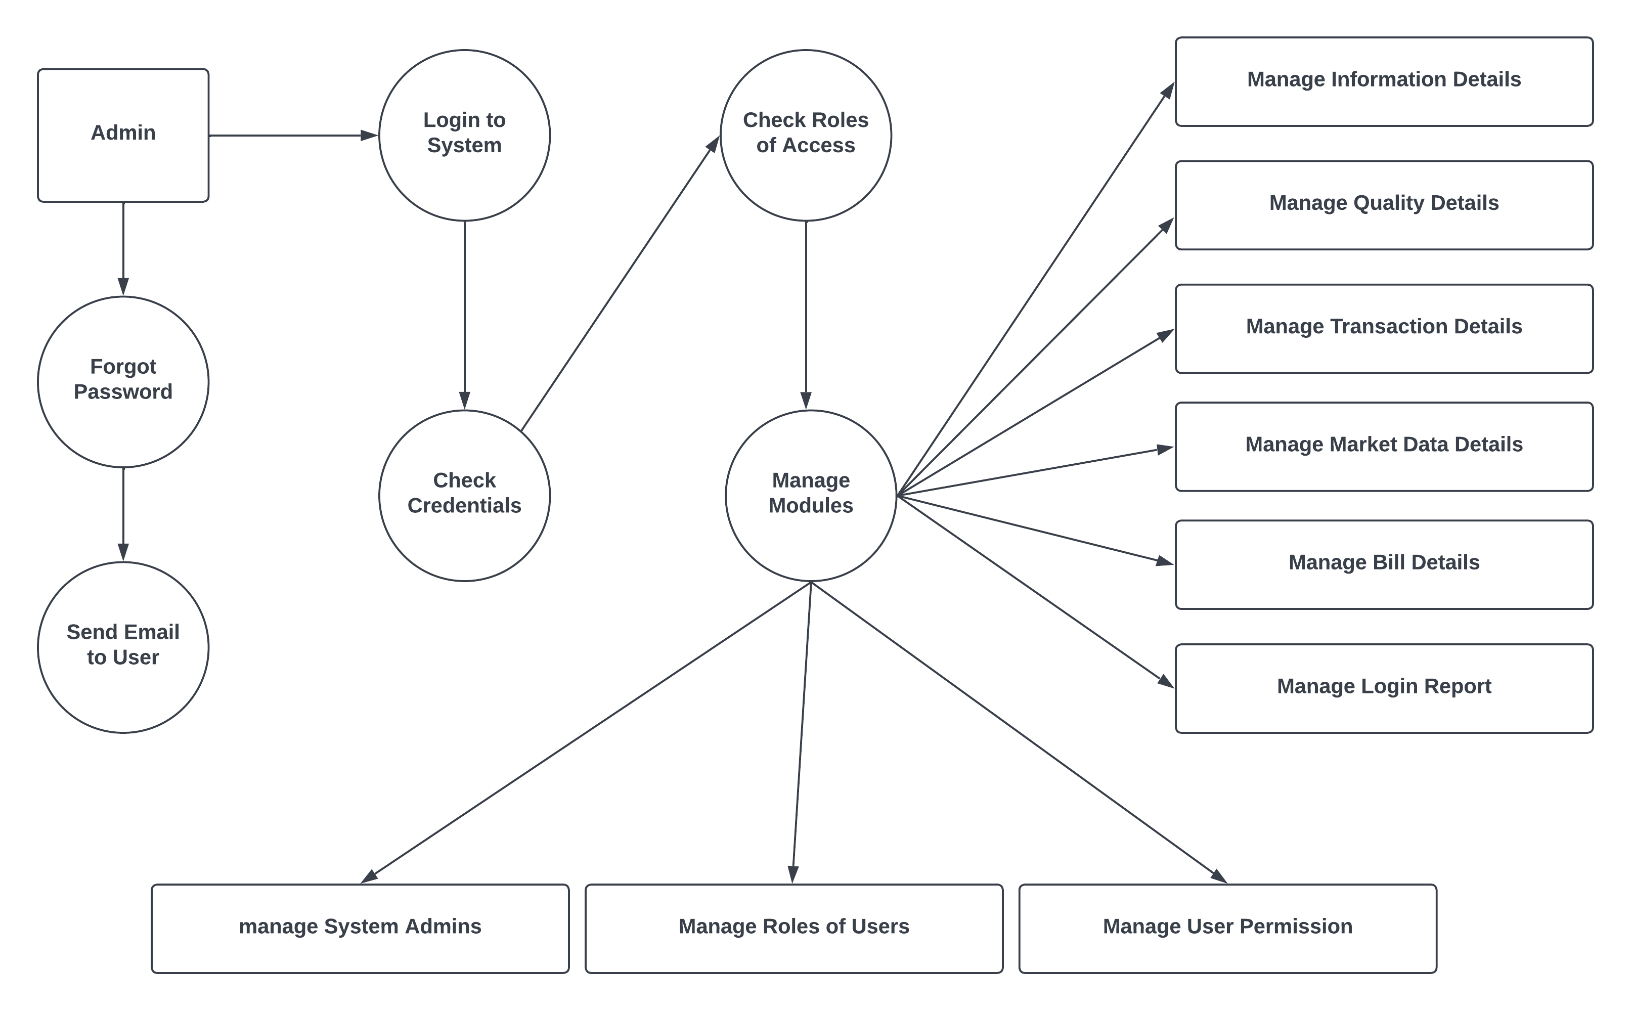 Admin
Login to
System
Check Roles
of Access
Forgot
Password
Check
Credentials
Manage
Modules
Send Email
to User
Manage Information Details
Manage Quality Details
Manage Transaction Details
Manage Market Data Details
Manage Bill Details
Manage Login Report
manage System Admins
Manage Roles of Users
Manage User Permission